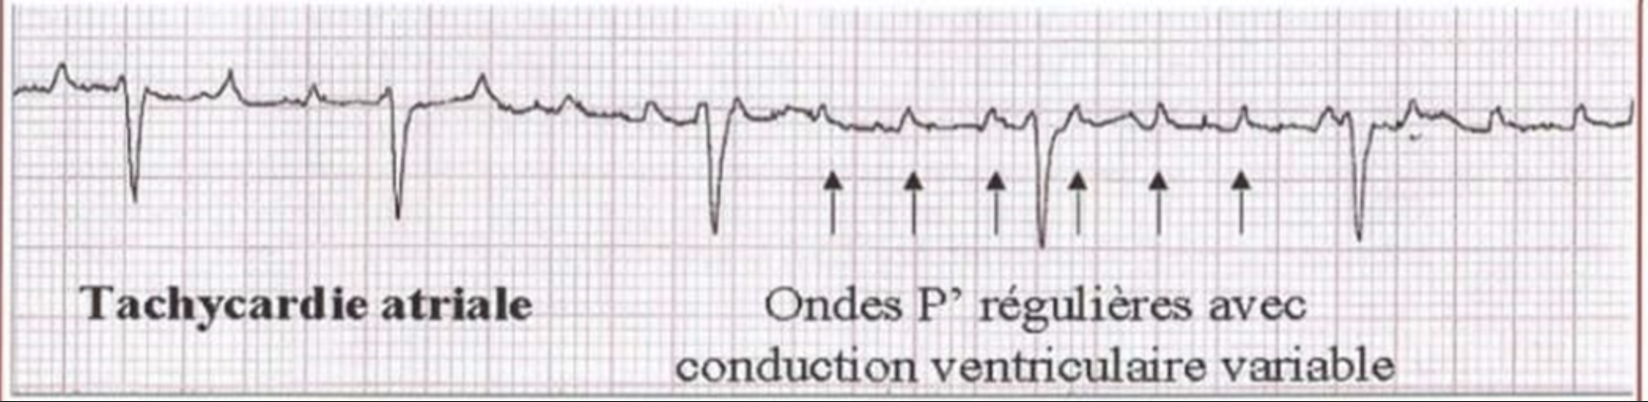 Tachycardie atriale
Ondes P’ régulières avec
conduction ventriculaire variable